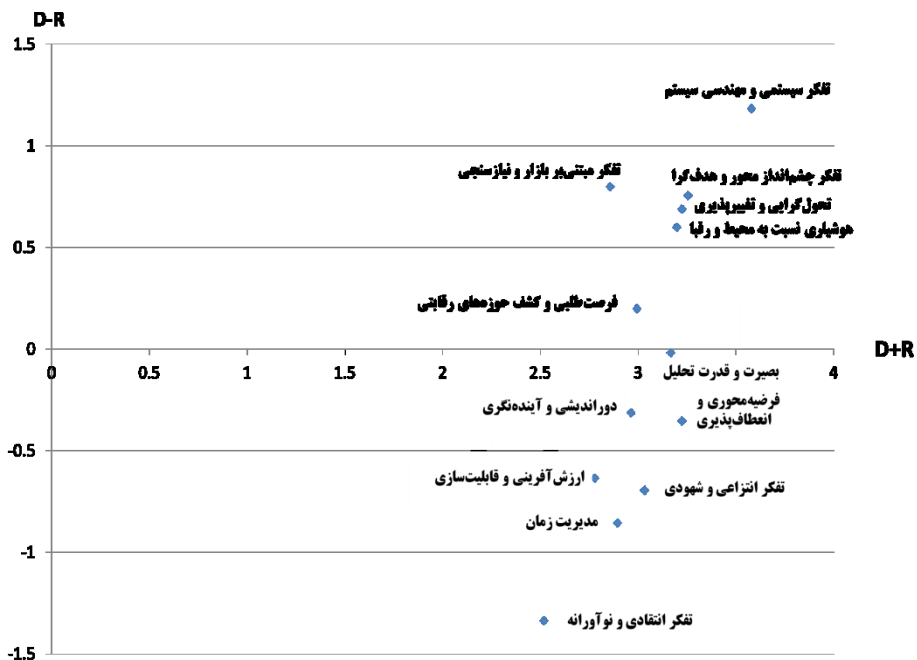 D-R
1.5
تفکر سیستمی و مهندسی سیستم
1
تفکر مبتنی‌بر بازار و نیازسنجی
تفکر چشم‌انداز محور و هدف‌گرا
تحول‌گرایی و تغییرپذیری
هوشیاری نسبت به محیط و رقبا
0.5
فرصت‌طلبی و کشف حوزه‌های رقابتی
0
D+R
0 0.5 1 1.5 2 2.5 3 3.5 4
بصیرت و قدرت تحلیل
فرضیه‌محوری و
انعطاف‌پذیری
دوراندیشی و آینده‌نگری
-0.5
ارزش‌آفرینی و قابلیت‌سازی
تفکر انتزاعی و شهودی
مدیریت زمان
-1
تفکر انتقادی و نوآورانه
-1.5